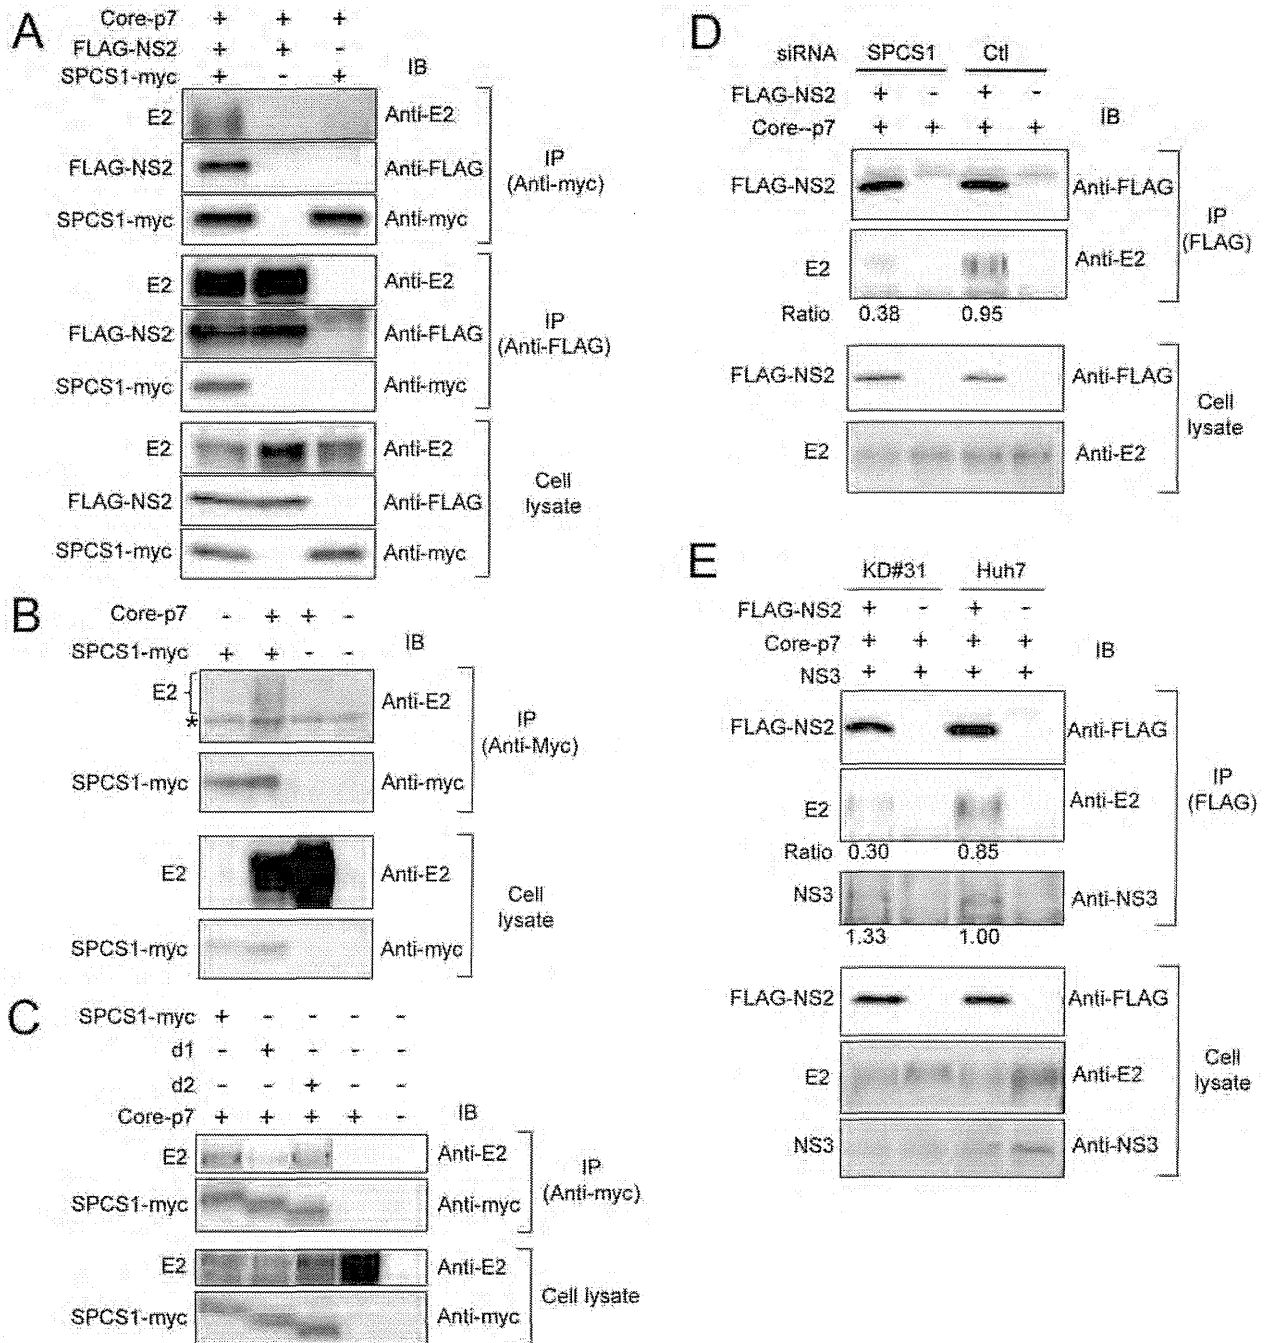 A
Core-p7 + + +
FLAG-NS2 + + -
SPCS1-myc + - +
IB
E2 Anti-E2
FLAG-NS2 Anti-FLAG
SPCS1-myc Anti-myc
IP
(Anti-myc)
E2 Anti-E2
FLAG-NS2 Anti-FLAG
SPCS1-myc Anti-myc
IP
(Anti-FLAG)
E2 Anti-E2
FLAG-NS2 Anti-FLAG
SPCS1-myc Anti-myc
Cell
lysate
B
Core-p7 - + + -
SPCS1-myc + + - -
IB
E2 Anti-E2
*
SPCS1-myc Anti-myc
IP
(Anti-Myc)
E2 Anti-E2
SPCS1-myc Anti-myc
Cell
lysate
C
SPCS1-myc + - - - -
d1 - + - - -
d2 - - + - -
Core-p7 + + + + - IB
E2 Anti-E2
SPCS1-myc Anti-myc
IP
(Anti-myc)
E2 Anti-E2
SPCS1-myc Anti-myc
Cell lysate
D
siRNA SPCS1 Ctl
FLAG-NS2 + - + -
Core--p7 + + + +
IB
FLAG-NS2 Anti-FLAG
E2 Anti-E2
Ratio 0.38 0.95
IP
(FLAG)
FLAG-NS2 Anti-FLAG
E2 Anti-E2
Cell
lysate
E
KD#31 Huh7
FLAG-NS2 + - + -
Core-p7 + + + +
NS3 + + + +
IB
FLAG-NS2 Anti-FLAG
E2 Anti-E2
Ratio 0.30 0.85
NS3 Anti-NS3
1.33 1.00
IP
(FLAG)
FLAG-NS2 Anti-FLAG
E2 Anti-E2
NS3 Anti-NS3
Cell
lysate